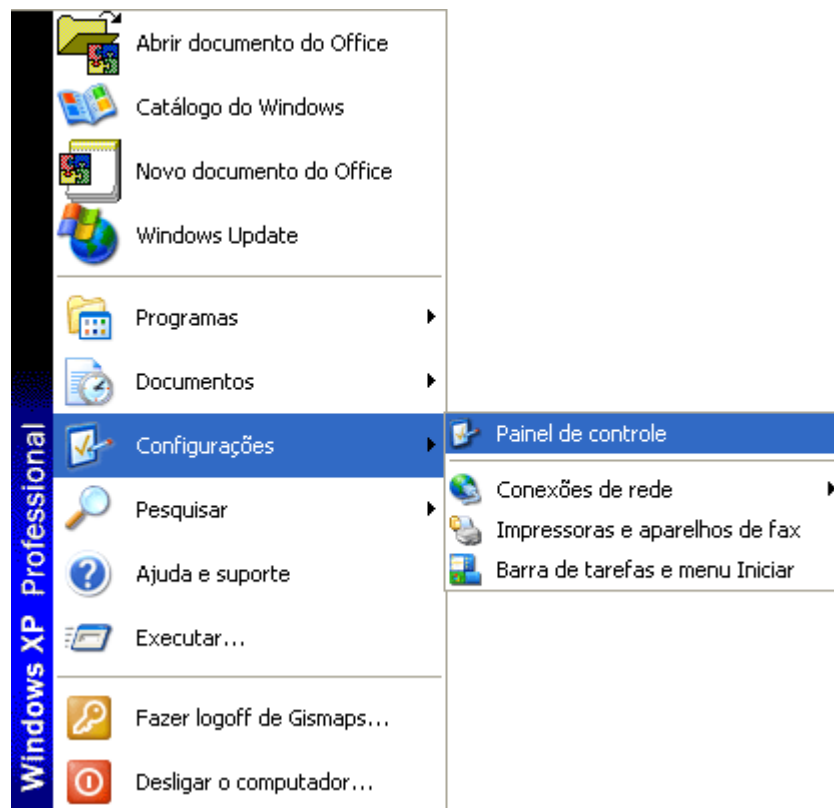 Abrir documento do Office
Catálogo do Windows
Novo documento do Office
Windows Update
Programas
Documentos
Configurações
Painel de controle
Conexões de rede
Impressoras e aparelhos de fax
Barra de tarefas e menu Iniciar
Pesquisar
Ajuda e suporte
Executar...
Fazer logoff de Gismaps...
Desligar o computador...
Windows XP Professional